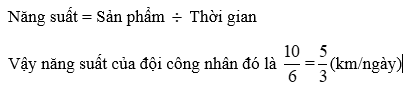 Năng suất = Sản phẩm ÷ Thời gian
Vậy năng suất của đội công nhân đó là 10/6 = 5/3 (km/ngày)